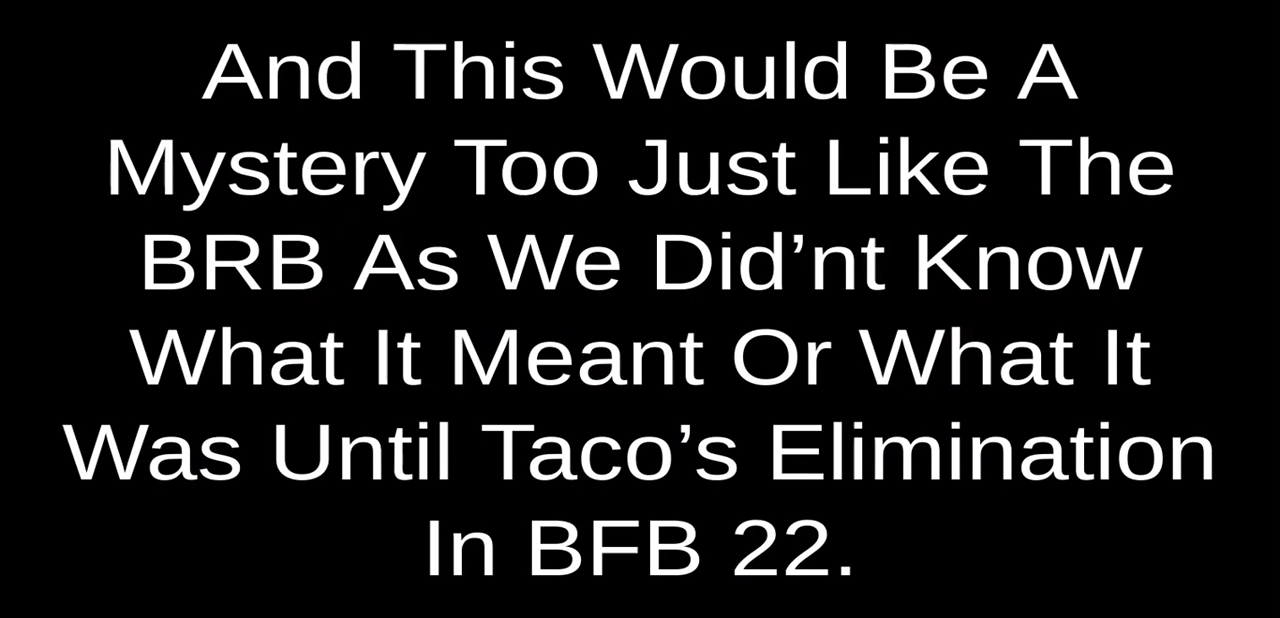 And This Would Be A
Mystery Too Just Like The
BRB As We Did’nt Know
What It Meant Or What It
Was Until Taco’s Elimination
In BFB 22.